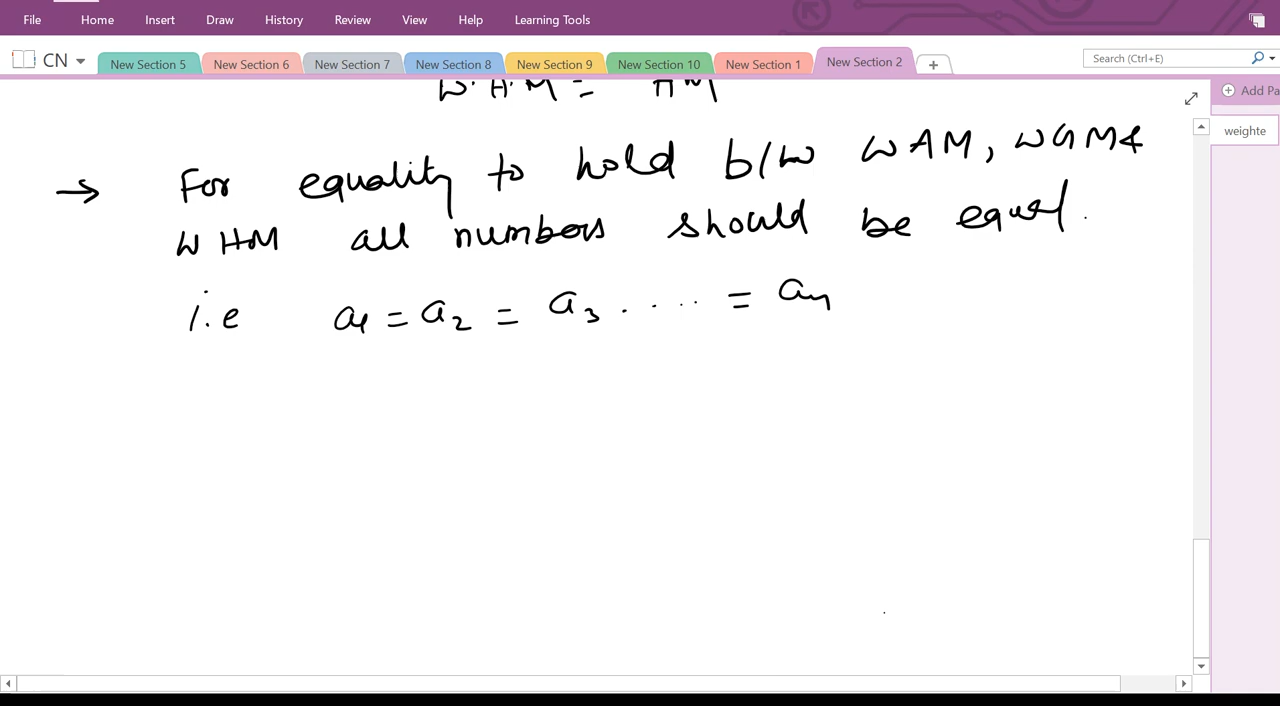 File Home Insert Draw History Review View Help Learning Tools
CN New Section 5 New Section 6 New Section 7 New Section 8 New Section 9 New Section 10 New Section 1 New Section 2 Search (Ctrl+E)
Add Pa
weighte
W.H.M = HM
→ For equality to hold b/w WAM, WGM &
WHM all numbers should be equal.
i.e a1 = a2 = a3 ..... = an